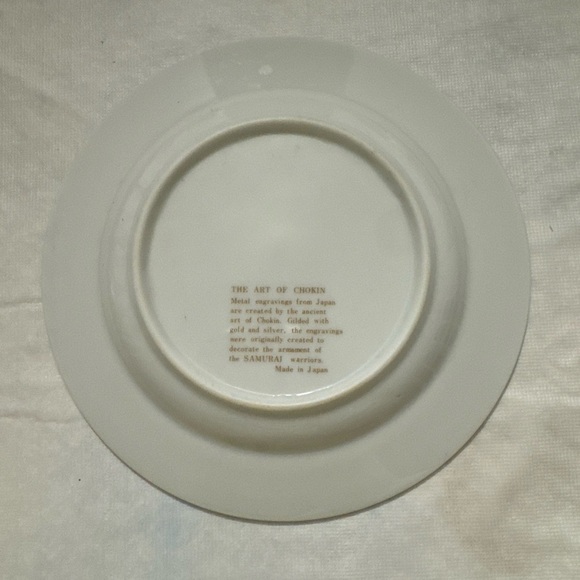 THE ART OF CHOKIN
Metal engravings from Japan
are created by the ancient
art of Chokin. Gilded with
gold and silver, the engravings
were originally created to
decorate the armament of
the SAMURAI warriors.
Made in Japan